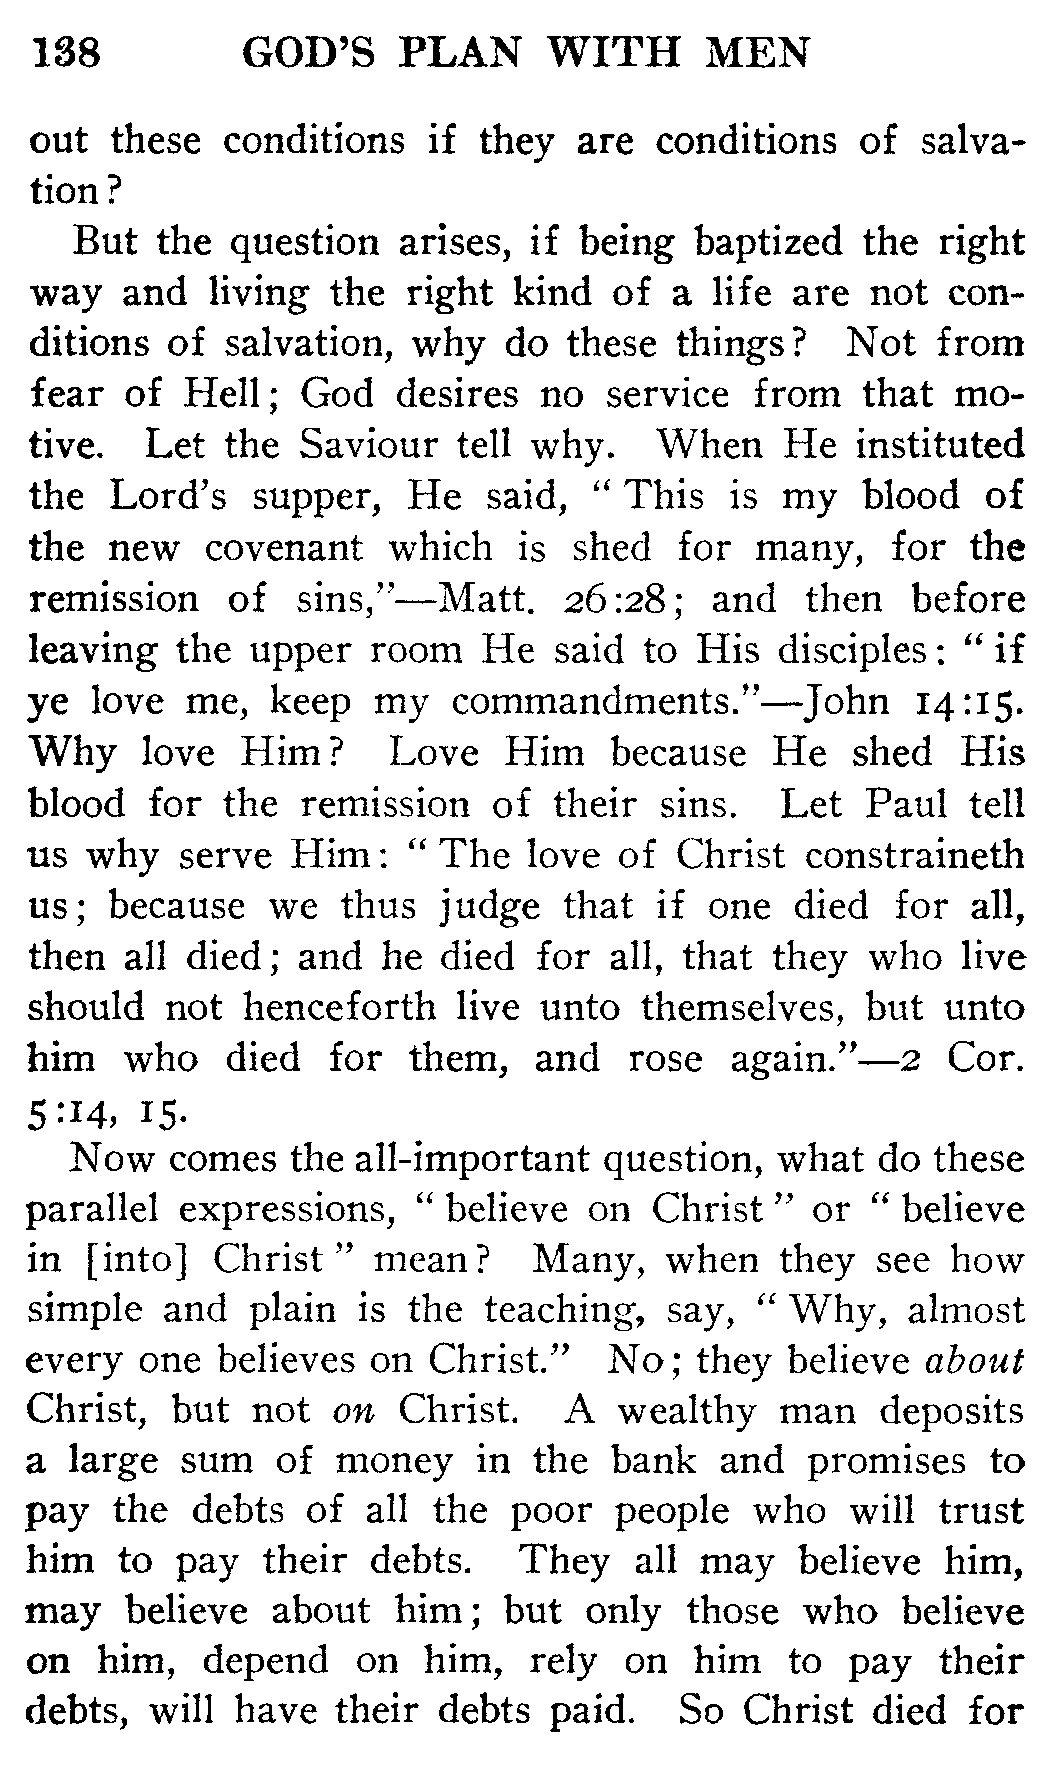 138 GOD'S PLAN WITH MEN
out these conditions if they are conditions of salva-
tion?
But the question arises, if being baptized the right
way and living the right kind of a life are not con-
ditions of salvation, why do these things? Not from
fear of Hell; God desires no service from that mo-
tive. Let the Saviour tell why. When He instituted
the Lord's supper, He said, "This is my blood of
the new covenant which is shed for many, for the
remission of sins,"—Matt. 26:28; and then before
leaving the upper room He said to His disciples: "if
ye love me, keep my commandments."—John 14:15.
Why love Him? Love Him because He shed His
blood for the remission of their sins. Let Paul tell
us why serve Him: "The love of Christ constraineth
us; because we thus judge that if one died for all,
then all died; and he died for all, that they who live
should not henceforth live unto themselves, but unto
him who died for them, and rose again."—2 Cor.
5:14, 15.
Now comes the all-important question, what do these
parallel expressions, "believe on Christ" or "believe
in [into] Christ" mean? Many, when they see how
simple and plain is the teaching, say, "Why, almost
every one believes on Christ." No; they believe about
Christ, but not on Christ. A wealthy man deposits
a large sum of money in the bank and promises to
pay the debts of all the poor people who will trust
him to pay their debts. They all may believe him,
may believe about him; but only those who believe
on him, depend on him, rely on him to pay their
debts, will have their debts paid. So Christ died for